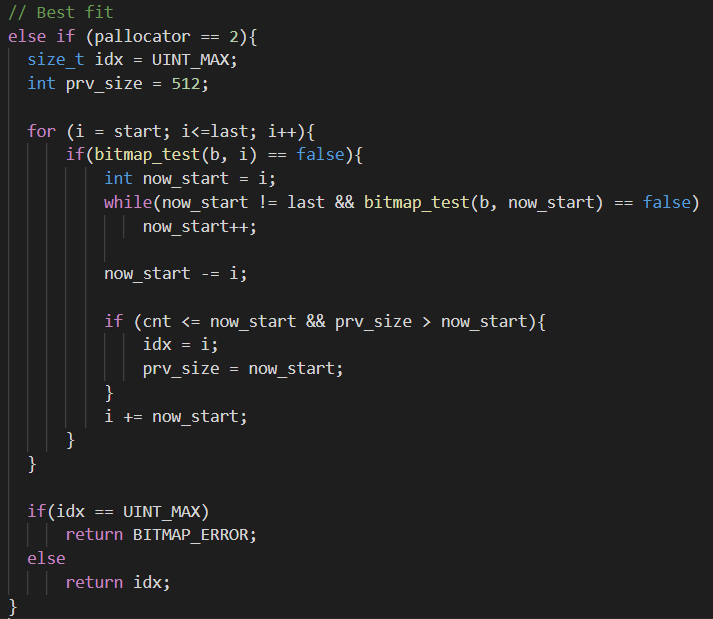 // Best fit
else if (pallocator == 2){
  size_t idx = UINT_MAX;
  int prv_size = 512;

  for (i = start; i<=last; i++){
      if(bitmap_test(b, i) == false){
          int now_start = i;
          while(now_start != last && bitmap_test(b, now_start) == false)
              now_start++;

          now_start -= i;

          if (cnt <= now_start && prv_size > now_start){
              idx = i;
              prv_size = now_start;
          }
          i += now_start;
      }
  }

  if(idx == UINT_MAX)
      return BITMAP_ERROR;
  else
      return idx;
}